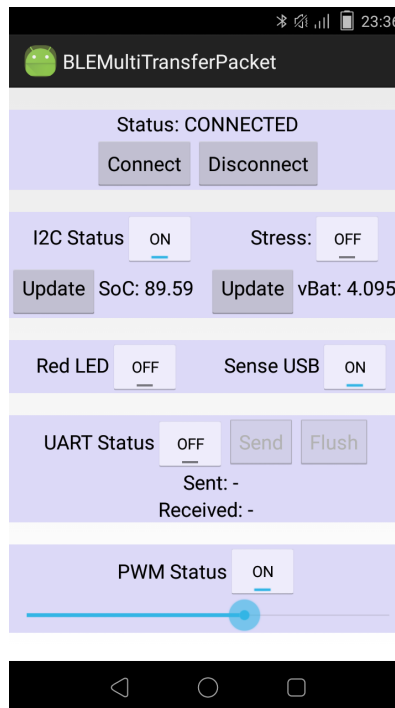 23:36
BLEMultiTransferPacket
Status: CONNECTED
Connect Disconnect
I2C Status ON Stress: OFF
Update SoC: 89.59 Update vBat: 4.095
Red LED OFF Sense USB ON
UART Status OFF Send Flush
Sent: -
Received: -
PWM Status ON